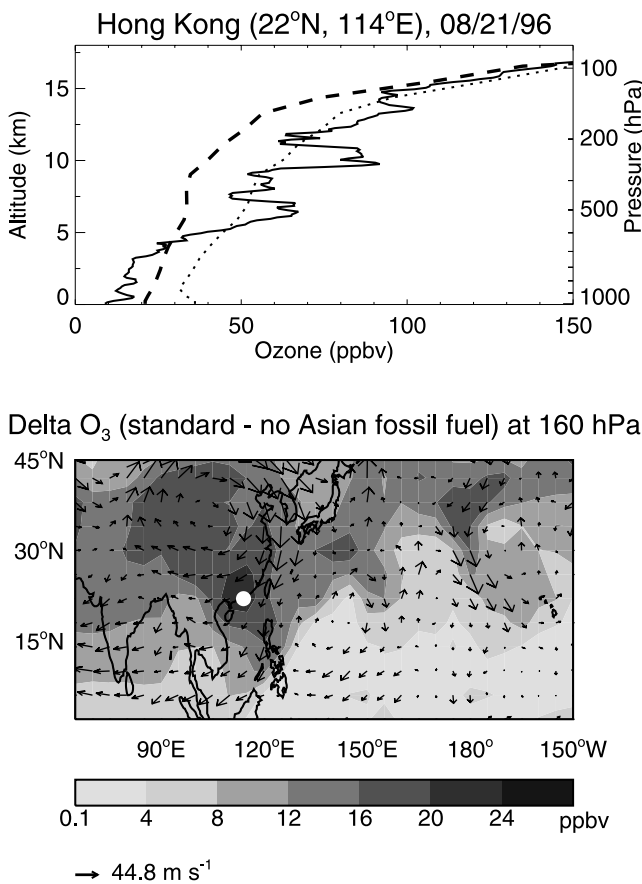 Hong Kong (22°N, 114°E), 08/21/96
Altitude (km)
15
10
5
0
Pressure (hPa)
100
200
500
1000
0 50 100 150
Ozone (ppbv)
Delta O₃ (standard - no Asian fossil fuel) at 160 hPa
45°N
30°N
15°N
90°E 120°E 150°E 180° 150°W
0.1 4 8 12 16 20 24 ppbv
44.8 m s⁻¹